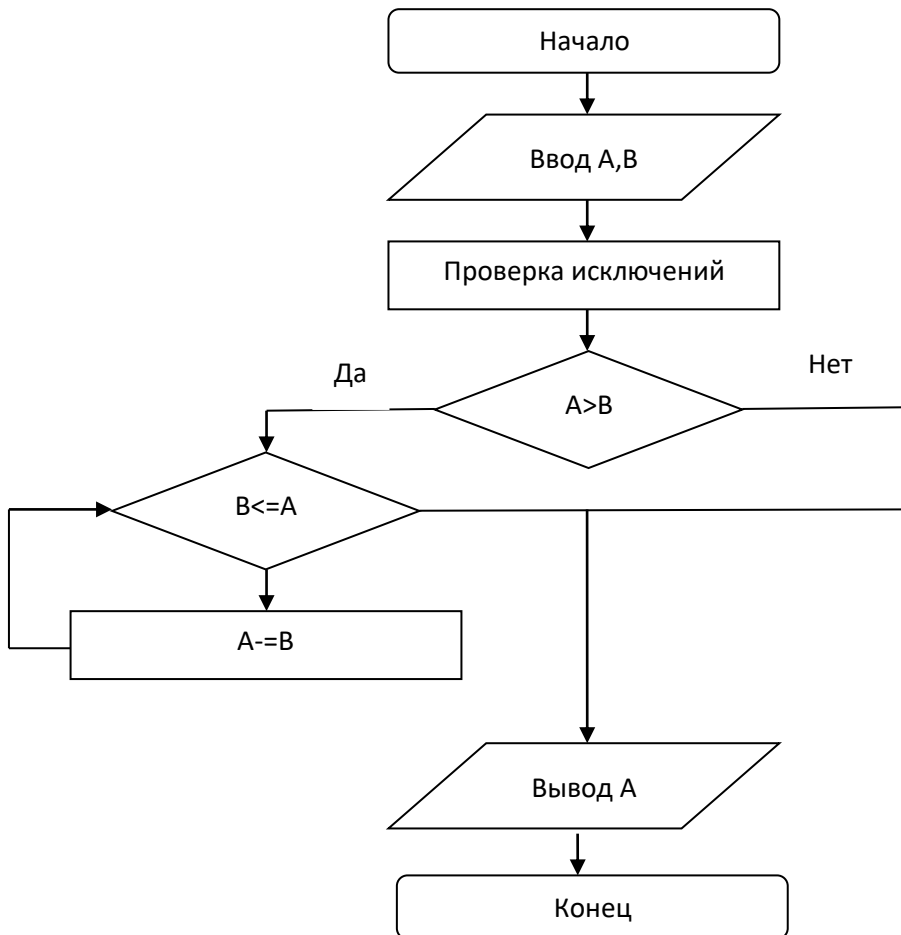 Начало
Ввод А,В
Проверка исключений
Да
Нет
А>В
В<=А
А-=В
Вывод А
Конец